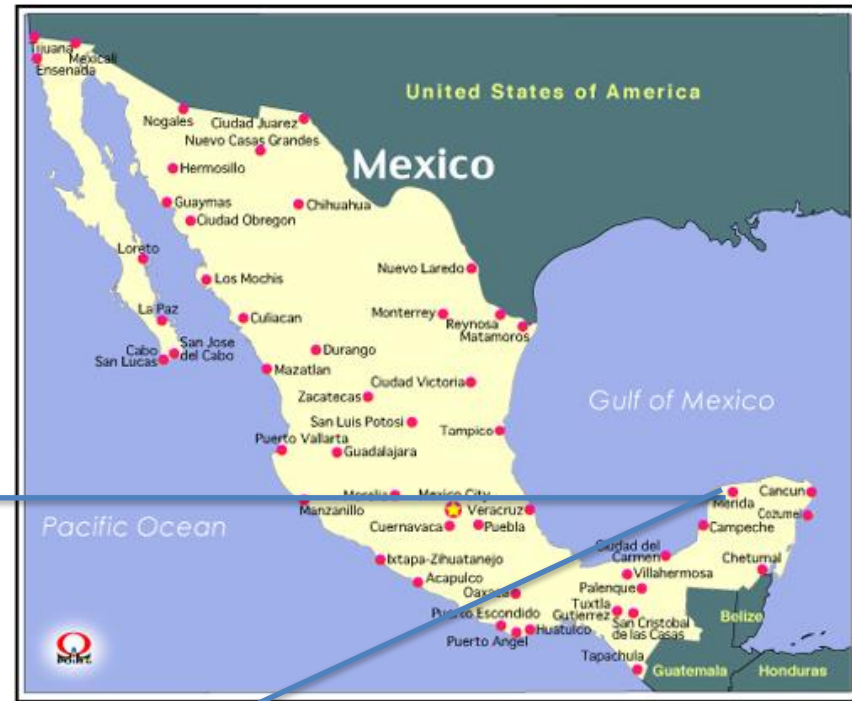 Tijuana
Mexicali
Ensenada
United States of America
Nogales
Ciudad Juarez
Nuevo Casas Grandes
Mexico
Hermosillo
Guaymas
Chihuahua
Ciudad Obregon
Loreto
Los Mochis
Nuevo Laredo
La Paz
Culiacan
Monterrey
Reynosa
Matamoros
San Jose
del Cabo
Cabo
San Lucas
Durango
Mazatlan
Ciudad Victoria
Zacatecas
Gulf of Mexico
San Luis Potosi
Tampico
Puerto Vallarta
Guadalajara
Morelia
Mexico City
Merida
Cancun
Manzanillo
Veracruz
Cozumel
Pacific Ocean
Cuernavaca
Puebla
Campeche
Ciudad del
Carmen
Chetumal
Ixtapa-Zihuatanejo
Villahermosa
Acapulco
Palenque
Oaxaca
Tuxtla
Gutierrez
San Cristobal
de las Casas
Belize
Puerto Escondido
Huatulco
Puerto Angel
Tapachula
Guatemala
Honduras